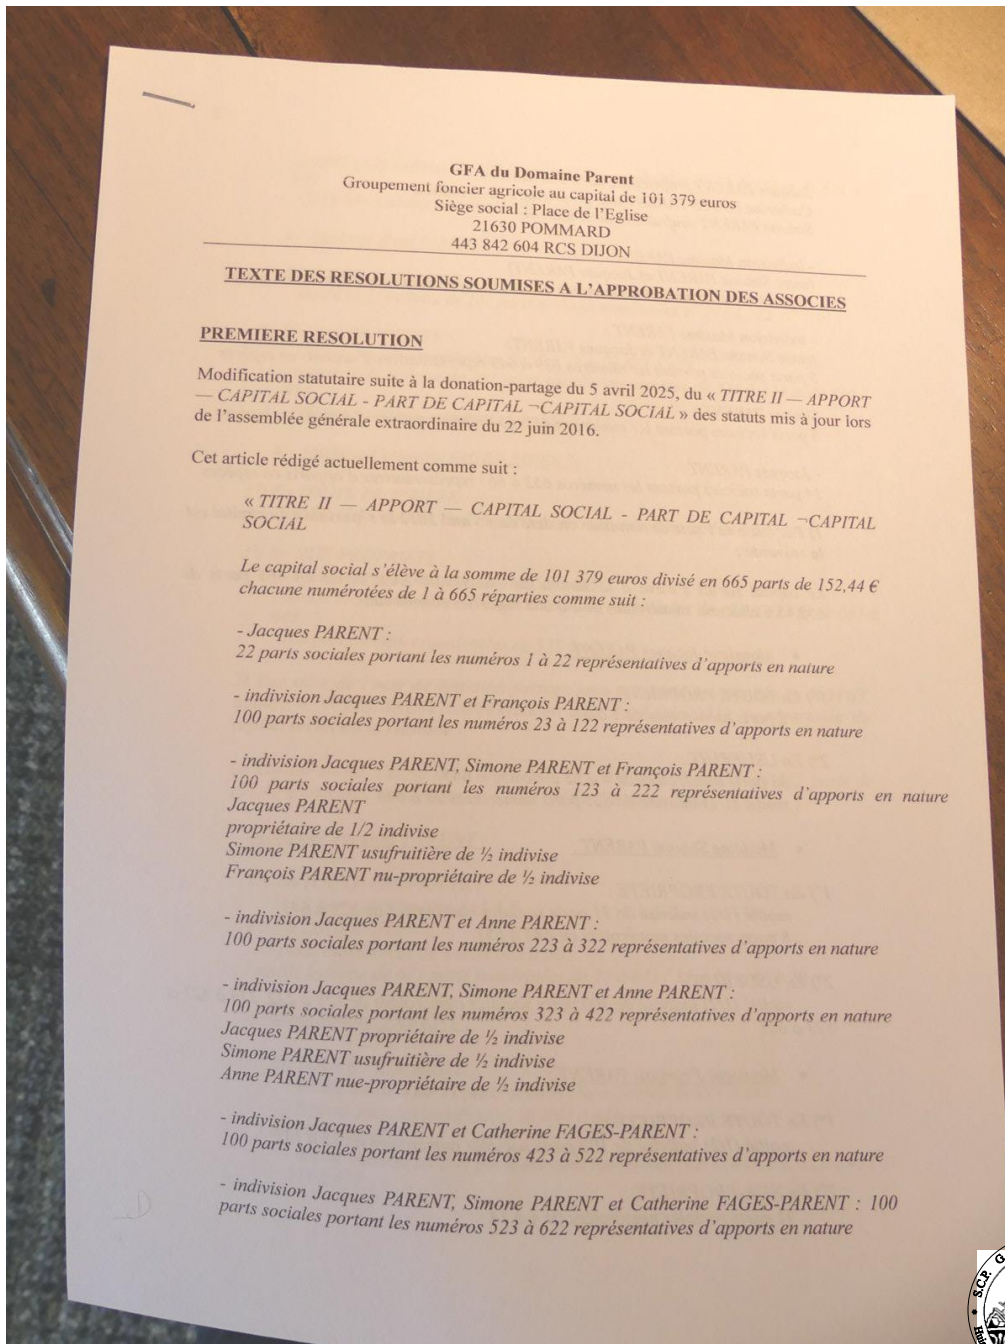 GFA du Domaine Parent
Groupement foncier agricole au capital de 101 379 euros
Siège social : Place de l'Eglise
21630 POMMARD
443 842 604 RCS DIJON
TEXTE DES RESOLUTIONS SOUMISES A L'APPROBATION DES ASSOCIES
PREMIERE RESOLUTION
Modification statutaire suite à la donation-partage du 5 avril 2025, du « TITRE II — APPORT
— CAPITAL SOCIAL - PART DE CAPITAL ¬CAPITAL SOCIAL » des statuts mis à jour lors
de l'assemblée générale extraordinaire du 22 juin 2016.
Cet article rédigé actuellement comme suit :
« TITRE II — APPORT — CAPITAL SOCIAL - PART DE CAPITAL ¬CAPITAL
SOCIAL
Le capital social s'élève à la somme de 101 379 euros divisé en 665 parts de 152,44 €
chacune numérotées de 1 à 665 réparties comme suit :
- Jacques PARENT :
22 parts sociales portant les numéros 1 à 22 représentatives d'apports en nature
- indivision Jacques PARENT et François PARENT :
100 parts sociales portant les numéros 23 à 122 représentatives d'apports en nature
- indivision Jacques PARENT, Simone PARENT et François PARENT :
100 parts sociales portant les numéros 123 à 222 représentatives d'apports en nature
Jacques PARENT
propriétaire de 1/2 indivise
Simone PARENT usufruitière de ½ indivise
François PARENT nu-propriétaire de ½ indivise
- indivision Jacques PARENT et Anne PARENT :
100 parts sociales portant les numéros 223 à 322 représentatives d'apports en nature
- indivision Jacques PARENT, Simone PARENT et Anne PARENT :
100 parts sociales portant les numéros 323 à 422 représentatives d'apports en nature
Jacques PARENT propriétaire de ½ indivise
Simone PARENT usufruitière de ½ indivise
Anne PARENT nue-propriétaire de ½ indivise
- indivision Jacques PARENT et Catherine FAGES-PARENT :
100 parts sociales portant les numéros 423 à 522 représentatives d'apports en nature
- indivision Jacques PARENT, Simone PARENT et Catherine FAGES-PARENT : 100
parts sociales portant les numéros 523 à 622 représentatives d'apports en nature
S.C.P. G